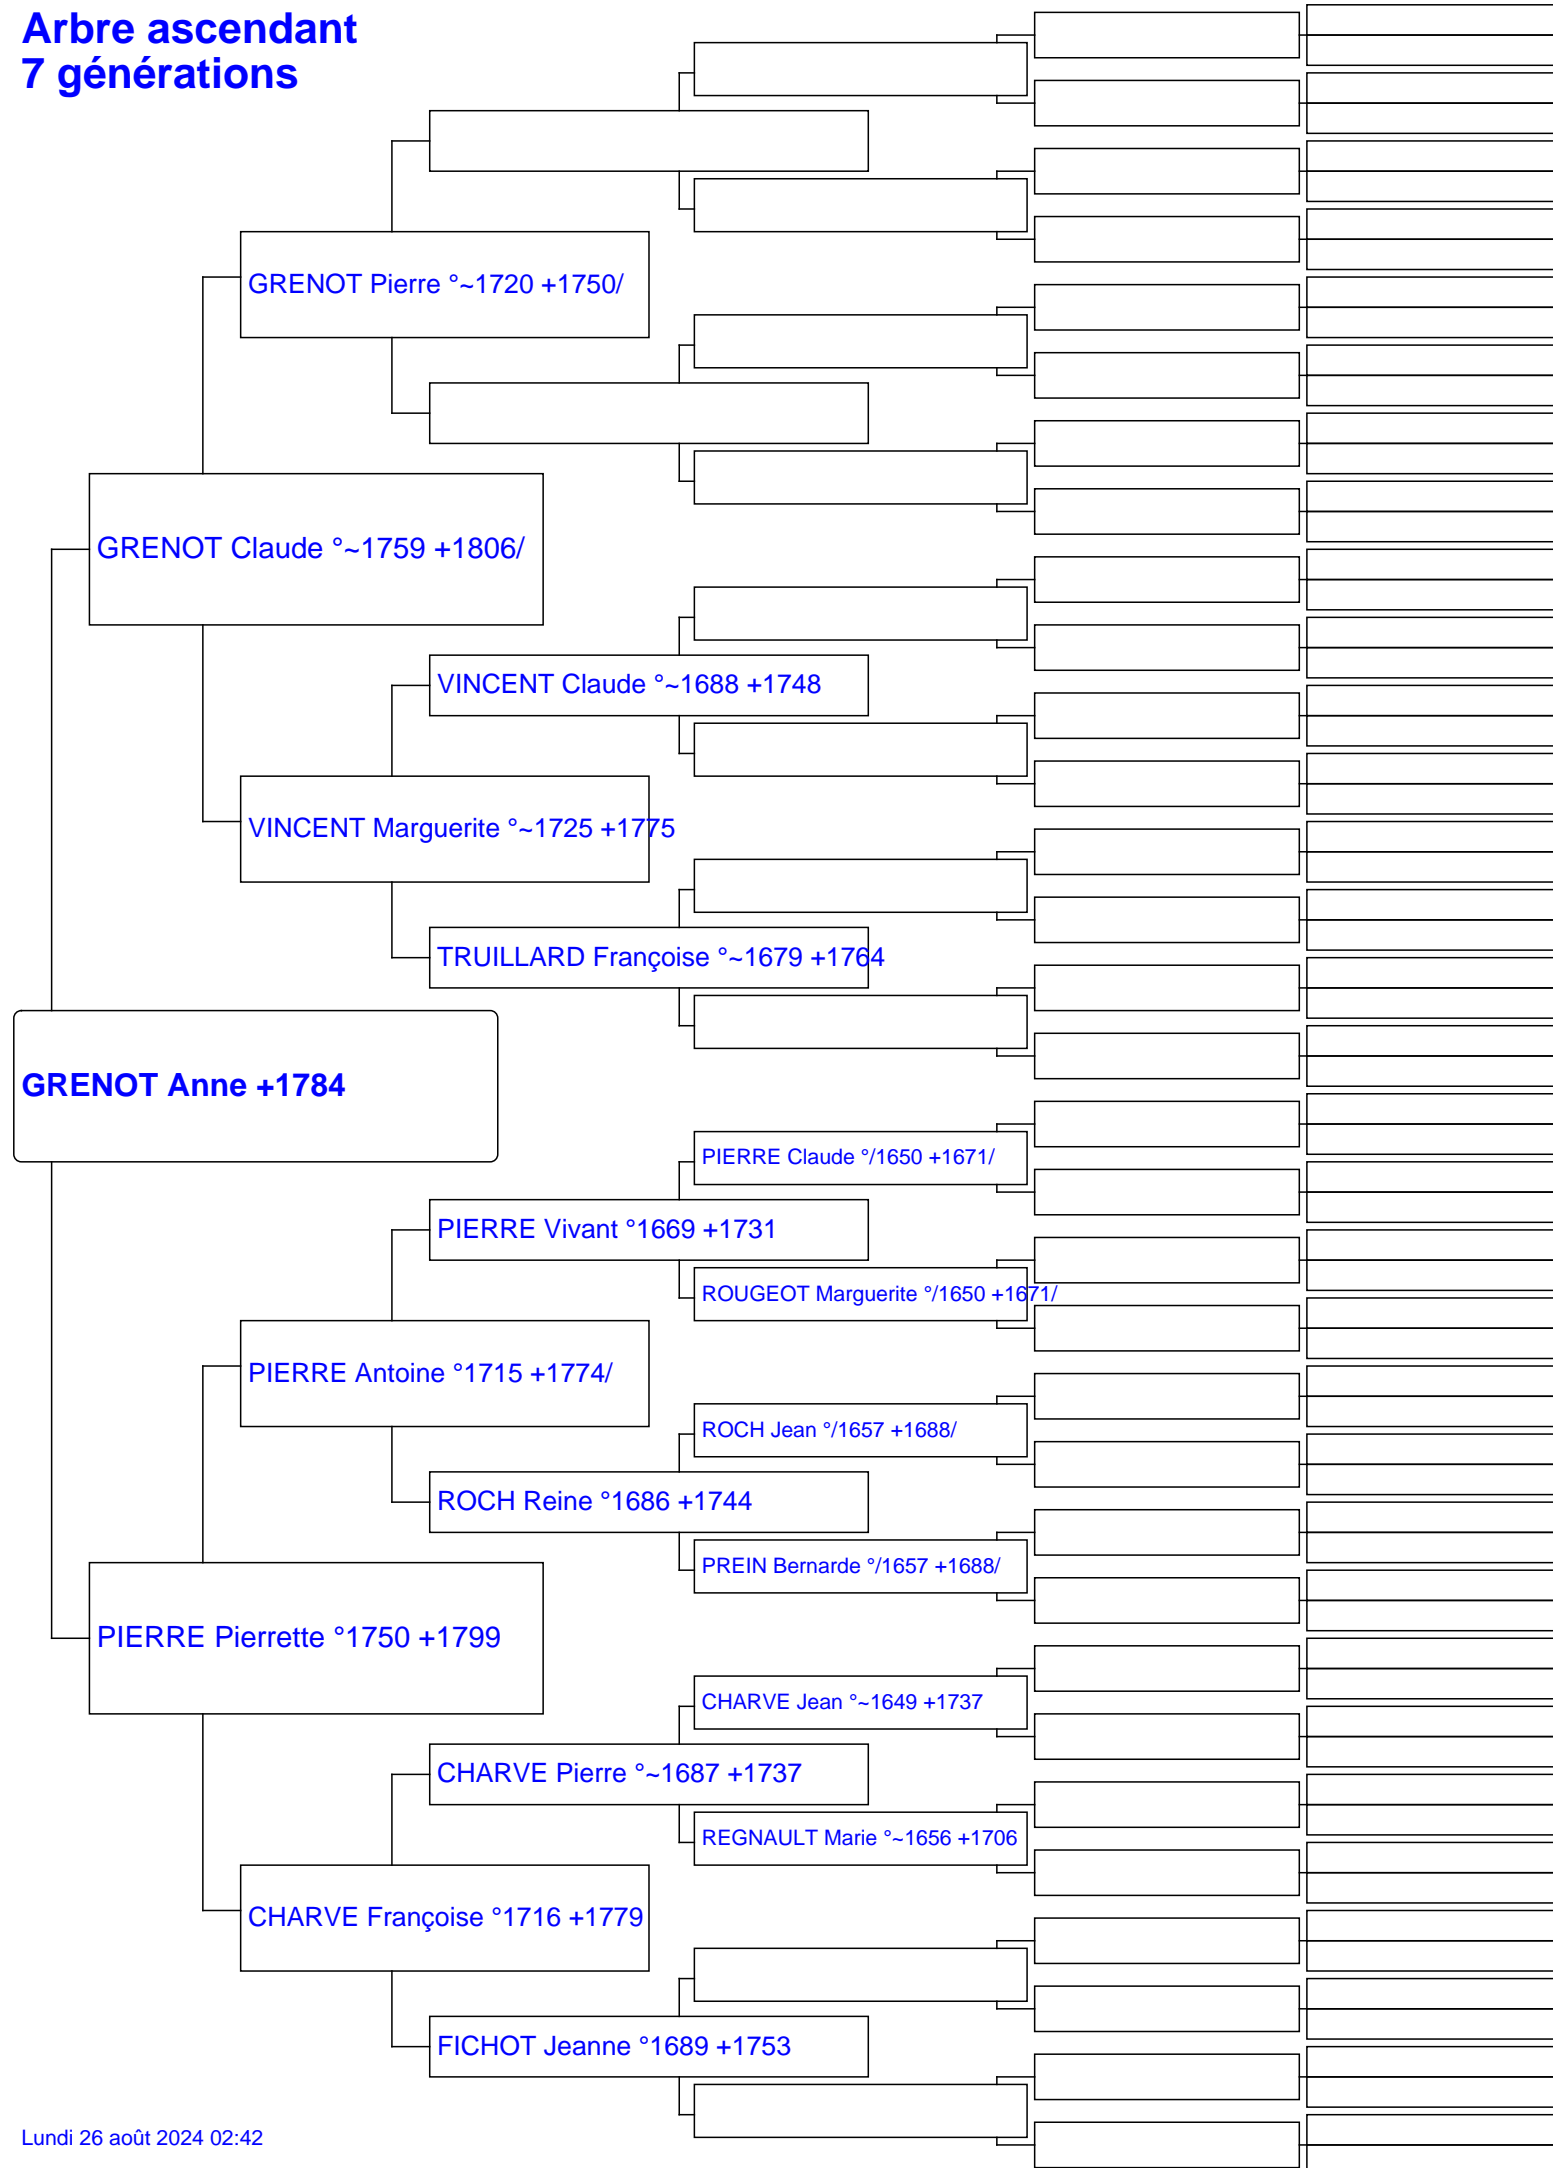 Arbre ascendant
7 générations
GRENOT Pierre °~1720 +1750/
GRENOT Claude °~1759 +1806/
VINCENT Claude °~1688 +1748
VINCENT Marguerite °~1725 +1775
TRUILLARD Françoise °~1679 +1764
GRENOT Anne +1784
PIERRE Claude °/1650 +1671/
PIERRE Vivant °1669 +1731
ROUGEOT Marguerite °/1650 +1671/
PIERRE Antoine °1715 +1774/
ROCH Jean °/1657 +1688/
ROCH Reine °1686 +1744
PREIN Bernarde °/1657 +1688/
PIERRE Pierrette °1750 +1799
CHARVE Jean °~1649 +1737
CHARVE Pierre °~1687 +1737
REGNAULT Marie °~1656 +1706
CHARVE Françoise °1716 +1779
FICHOT Jeanne °1689 +1753
Lundi 26 août 2024 02:42